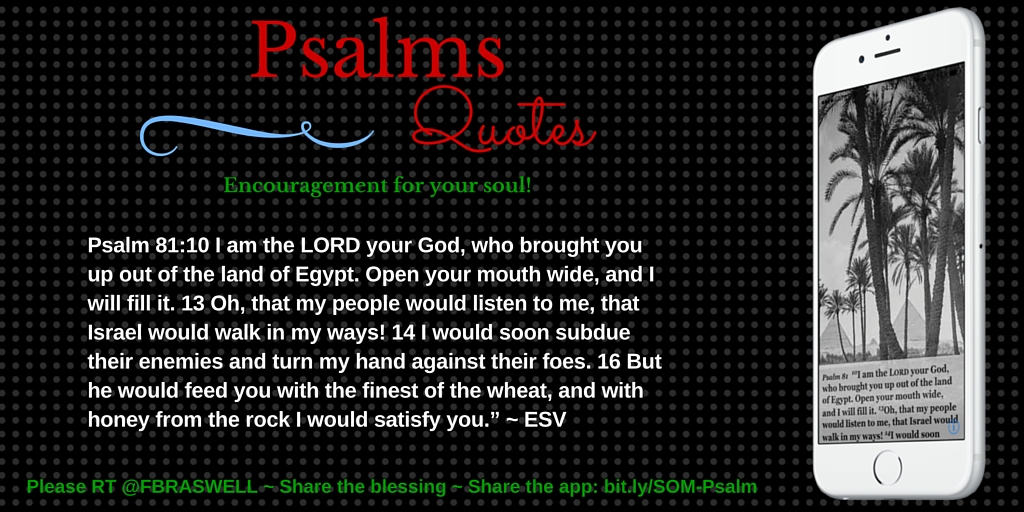 Psalms
Quotes
Encouragement for your soul!
Psalm 81:10 I am the LORD your God, who brought you
up out of the land of Egypt. Open your mouth wide, and I
will fill it. 13 Oh, that my people would listen to me, that
Israel would walk in my ways! 14 I would soon subdue
their enemies and turn my hand against their foes. 16 But
he would feed you with the finest of the wheat, and with
honey from the rock I would satisfy you.” ~ ESV
Please RT @FBRASWELL ~ Share the blessing ~ Share the app: bit.ly/SOM-Psalm
Psalm 81 ¹⁰I am the LORD your God,
who brought you up out of the land
of Egypt. Open your mouth wide,
and I will fill it. ¹³Oh, that my people
would listen to me, that Israel would
walk in my ways! ¹⁴I would soon